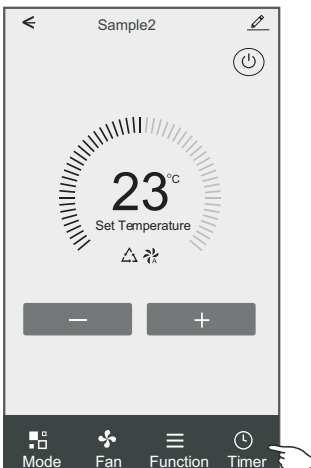 Sample2
23°C
Set Temperature
A
— +
Mode Fan Function Timer